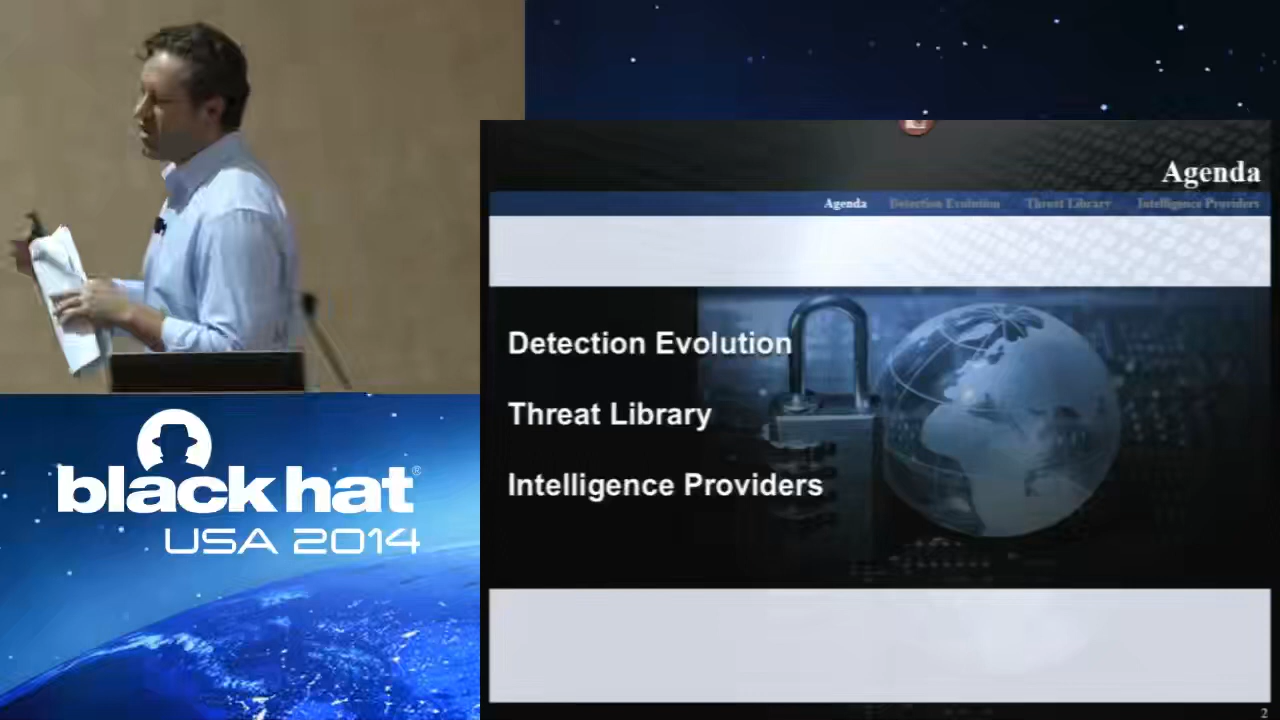 Agenda
Agenda Detection Evolution Threat Library Intelligence Providers
Detection Evolution
Threat Library
Intelligence Providers
2
black hat®
USA 2014